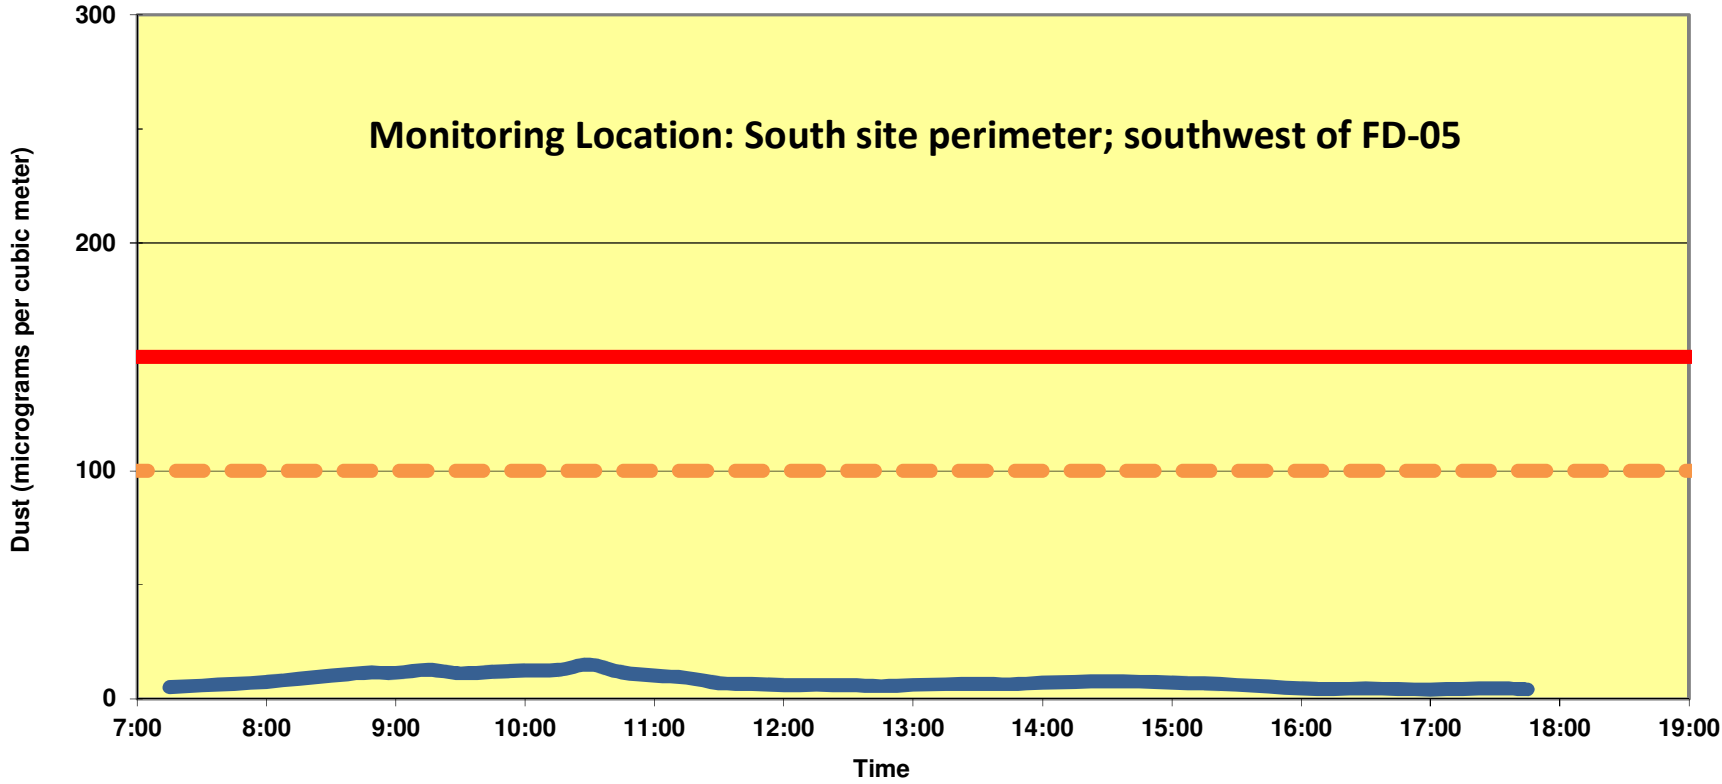 300
Monitoring Location: South site perimeter; southwest of FD-05
200
100
0
Dust (micrograms per cubic meter)
7:00 8:00 9:00 10:00 11:00 12:00 13:00 14:00 15:00 16:00 17:00 18:00 19:00
Time